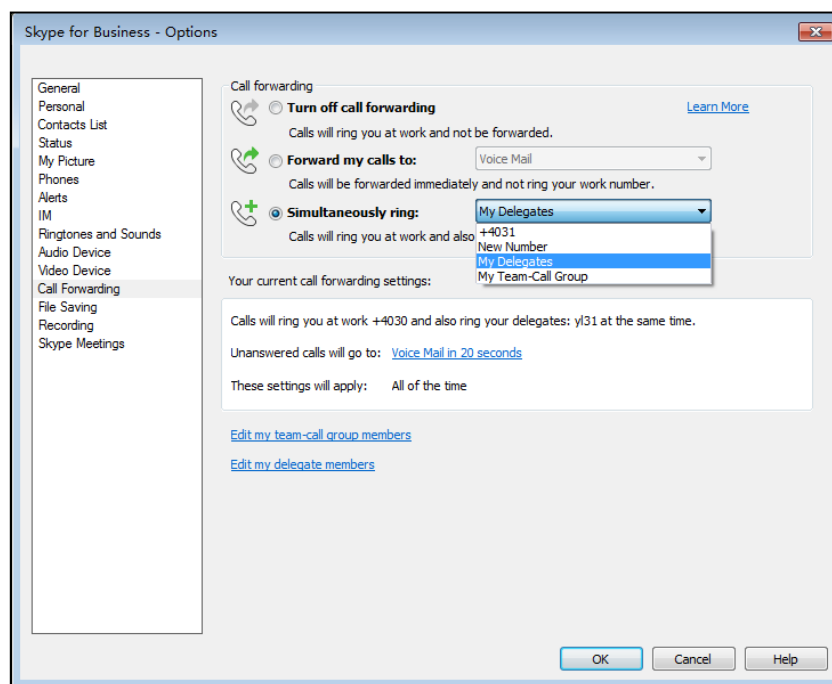 Skype for Business - Options
General
Personal
Contacts List
Status
My Picture
Phones
Alerts
IM
Ringtones and Sounds
Audio Device
Video Device
Call Forwarding
File Saving
Recording
Skype Meetings
Call forwarding
Turn off call forwarding
Learn More
Calls will ring you at work and not be forwarded.
Forward my calls to:
Voice Mail
Calls will be forwarded immediately and not ring your work number.
Simultaneously ring:
My Delegates
Calls will ring you at work and also
+4031
New Number
My Delegates
My Team-Call Group
Your current call forwarding settings:
Calls will ring you at work +4030 and also ring your delegates: yl31 at the same time.
Unanswered calls will go to: Voice Mail in 20 seconds
These settings will apply: All of the time
Edit my team-call group members
Edit my delegate members
OK
Cancel
Help